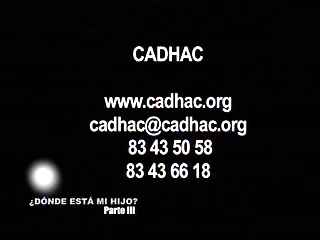 CADHAC
www.cadhac.org
cadhac@cadhac.org
83 43 50 58
83 43 66 18
¿DÓNDE ESTÁ MI HIJO?
Parte III